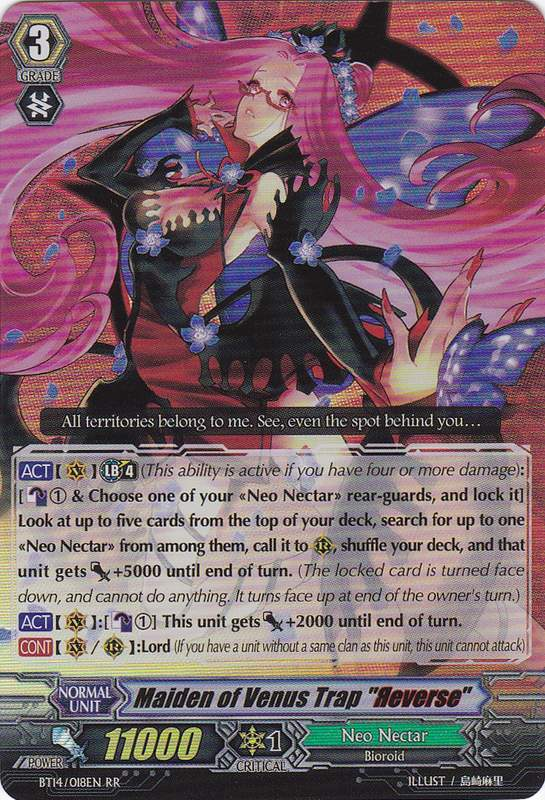 3
GRADE
All territories belong to me. See, even the spot behind you…
ACT【 】LB4 (This ability is active if you have four or more damage):
[ ① & Choose one of your «Neo Nectar» rear-guards, and lock it]
Look at up to five cards from the top of your deck, search for up to one
«Neo Nectar» from among them, call it to RC, shuffle your deck, and that
unit gets +5000 until end of turn. (The locked card is turned face
down, and cannot do anything. It turns face up at end of the owner's turn.)
ACT【 】:[ ①] This unit gets +2000 until end of turn.
CONT【 / 】:Lord (If you have a unit without a same clan as this unit, this unit cannot attack)
NORMAL
UNIT
Maiden of Venus Trap "Яeverse"
POWER
11000
1
CRITICAL
Neo Nectar
Bioroid
BT14/018EN RR
ILLUST / 島崎麻里